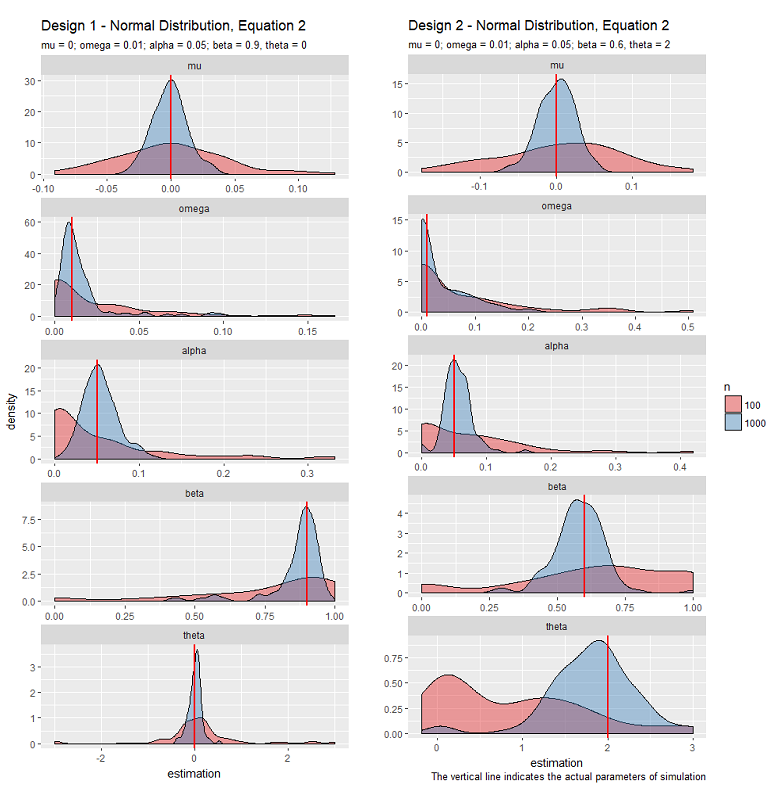 Design 1 - Normal Distribution, Equation 2
mu = 0; omega = 0.01; alpha = 0.05; beta = 0.9, theta = 0
mu
30
20
10
0
-0.10 -0.05 0.00 0.05 0.10
omega
60
40
20
0
0.00 0.05 0.10 0.15
alpha
20
15
10
5
0
0.0 0.1 0.2 0.3
beta
7.5
5.0
2.5
0.0
0.00 0.25 0.50 0.75 1.00
theta
3
2
1
0
-2 0 2
density
estimation
Design 2 - Normal Distribution, Equation 2
mu = 0; omega = 0.01; alpha = 0.05; beta = 0.6, theta = 2
mu
15
10
5
0
-0.1 0.0 0.1
omega
15
10
5
0
0.0 0.1 0.2 0.3 0.4 0.5
alpha
20
15
10
5
0
0.0 0.1 0.2 0.3 0.4
beta
4
3
2
1
0
0.00 0.25 0.50 0.75 1.00
theta
0.75
0.50
0.25
0.00
0 1 2 3
estimation
The vertical line indicates the actual parameters of simulation
n
100
1000